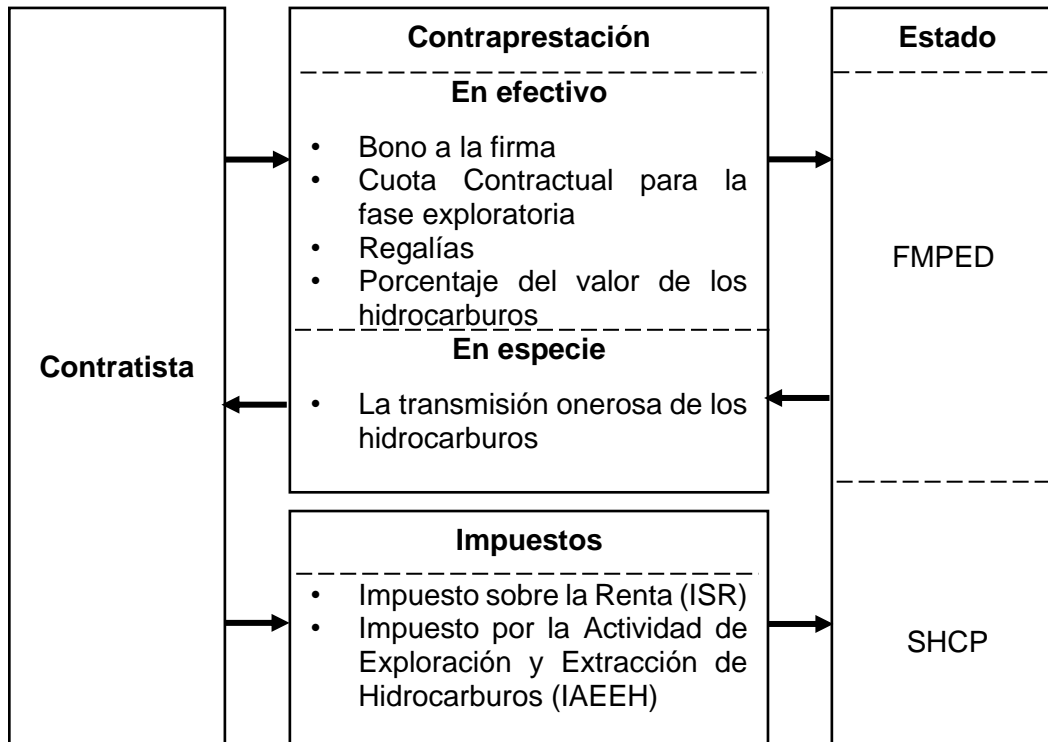 Contratista
Contraprestación
En efectivo
• Bono a la firma
• Cuota Contractual para la
fase exploratoria
• Regalías
• Porcentaje del valor de los
hidrocarburos
En especie
• La transmisión onerosa de los
hidrocarburos
Impuestos
• Impuesto sobre la Renta (ISR)
• Impuesto por la Actividad de
Exploración y Extracción de
Hidrocarburos (IAEEH)
Estado
FMPED
SHCP